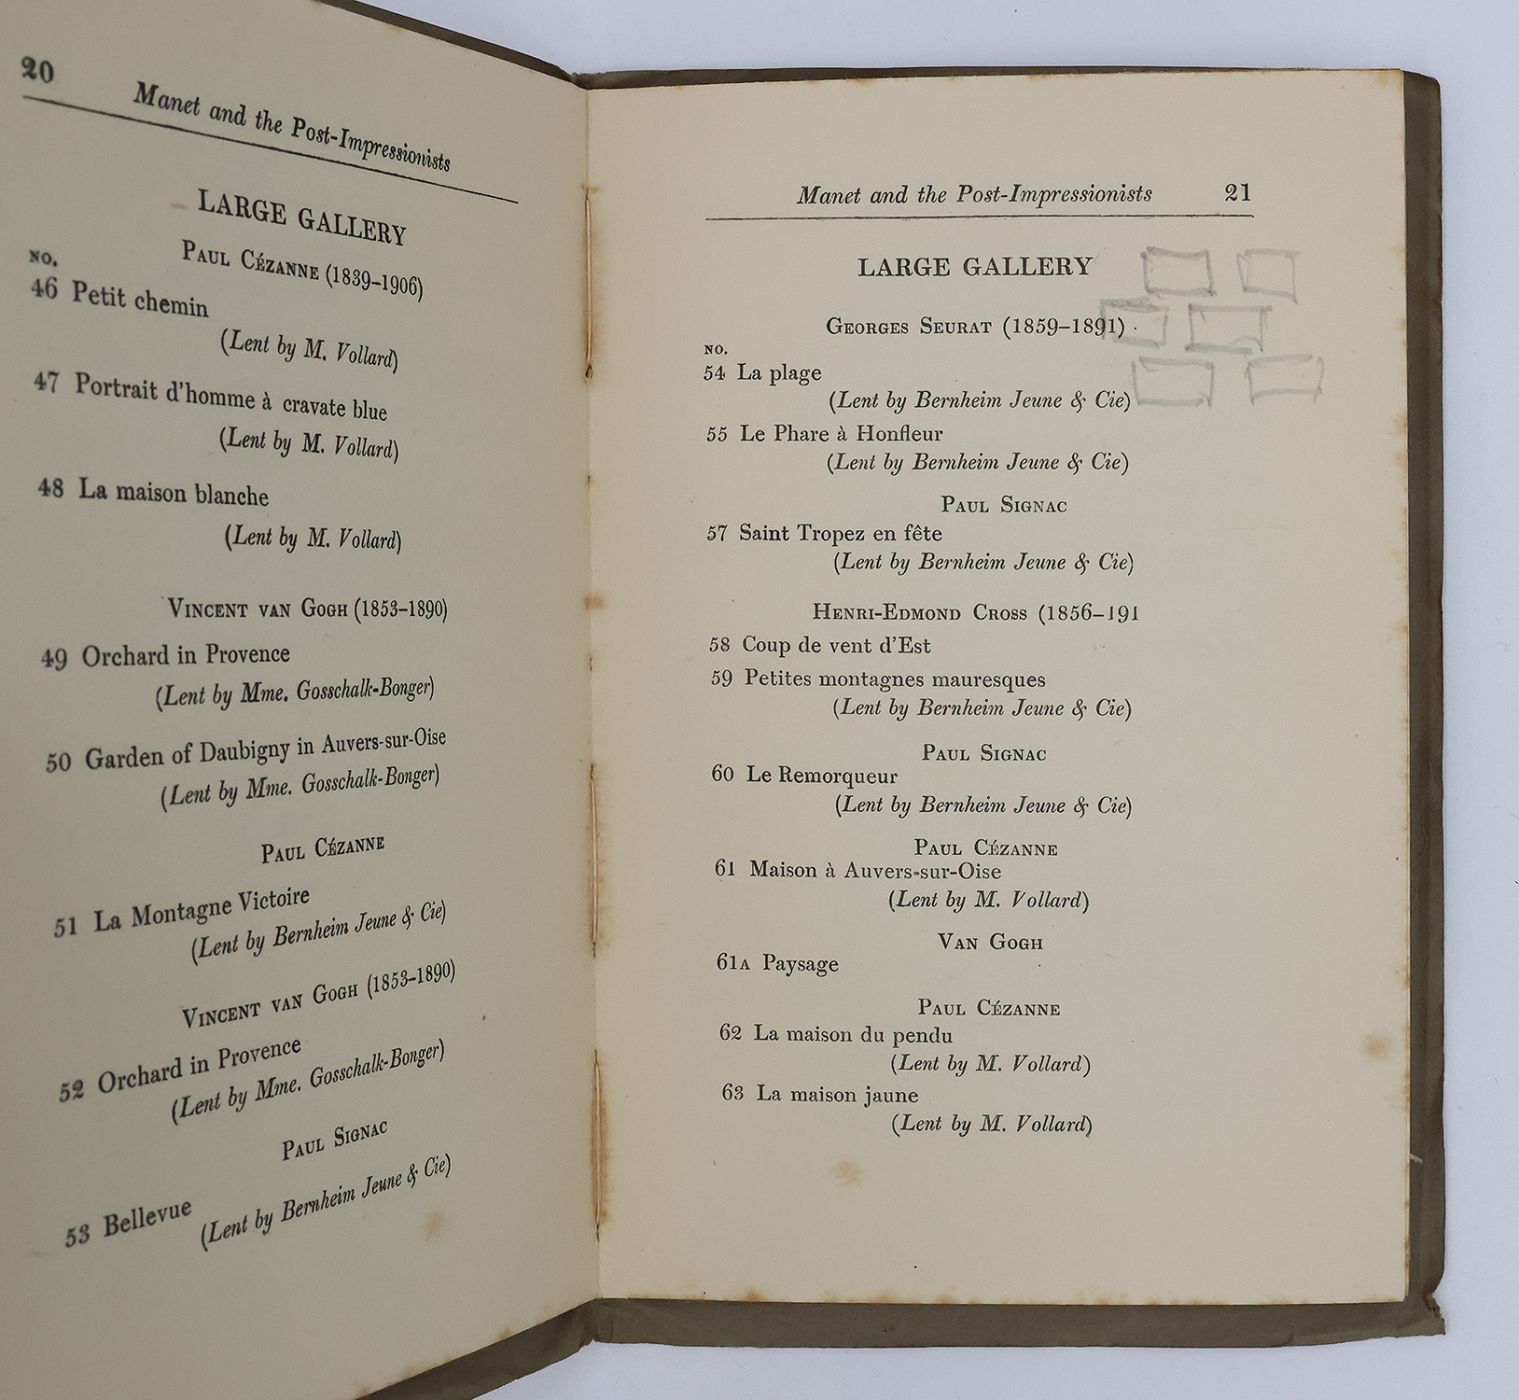 20
Manet and the Post-Impressionists
LARGE GALLERY
PAUL CÉZANNE (1839–1906)
NO.
46 Petit chemin
(Lent by M. Vollard)
47 Portrait d'homme à cravate blue
(Lent by M. Vollard)
48 La maison blanche
(Lent by M. Vollard)
VINCENT VAN GOGH (1853–1890)
49 Orchard in Provence
(Lent by Mme. Gosschalk-Bonger)
50 Garden of Daubigny in Auvers-sur-Oise
(Lent by Mme. Gosschalk-Bonger)
PAUL CÉZANNE
51 La Montagne Victoire
(Lent by Bernheim Jeune & Cie)
VINCENT VAN GOGH (1853–1890)
52 Orchard in Provence
(Lent by Mme. Gosschalk-Bonger)
PAUL SIGNAC
53 Bellevue
(Lent by Bernheim Jeune & Cie)
Manet and the Post-Impressionists 21
LARGE GALLERY
GEORGES SEURAT (1859–1891)
NO.
54 La plage
(Lent by Bernheim Jeune & Cie)
55 Le Phare à Honfleur
(Lent by Bernheim Jeune & Cie)
PAUL SIGNAC
57 Saint Tropez en fête
(Lent by Bernheim Jeune & Cie)
HENRI-EDMOND CROSS (1856–191
58 Coup de vent d'Est
59 Petites montagnes mauresques
(Lent by Bernheim Jeune & Cie)
PAUL SIGNAC
60 Le Remorqueur
(Lent by Bernheim Jeune & Cie)
PAUL CÉZANNE
61 Maison à Auvers-sur-Oise
(Lent by M. Vollard)
VAN GOGH
61A Paysage
PAUL CÉZANNE
62 La maison du pendu
(Lent by M. Vollard)
63 La maison jaune
(Lent by M. Vollard)